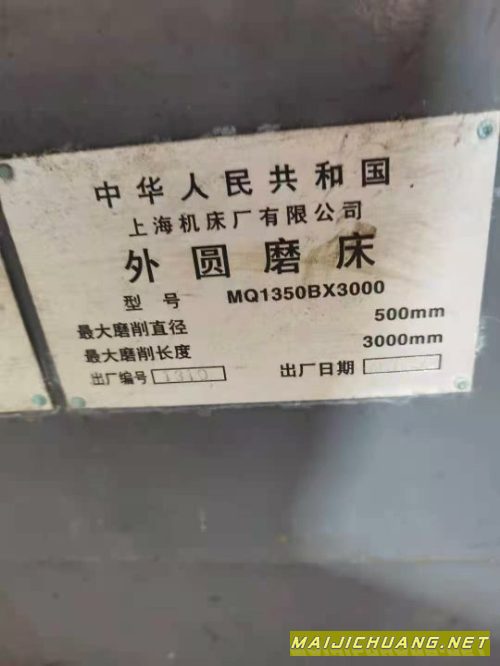 中华人民共和国
上海机床厂有限公司
外圆磨床
型号 MQ1350BX3000
最大磨削直径 500mm
最大磨削长度 3000mm
出厂编号 1310 出厂日期
MAIJICHUANG.NET